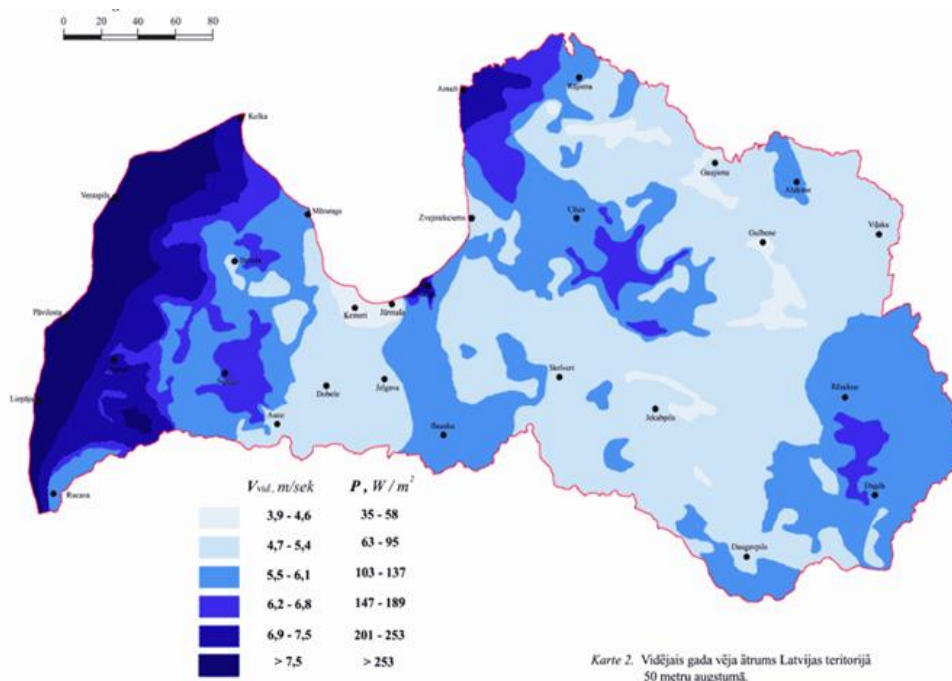 0 20 40 60 80
Rūjiena
Kolka
Gaujiena
Alūksne
Ventspils
Mērsrags
Zvejniekciems
Cēsis
Viļaka
Gulbene
Pāvilosta
Ķemeri
Jūrmala
Skrīveri
Rēzekne
Liepāja
Dobele
Jelgava
Jēkabpils
Auce
Bauska
Rucava
Dagda
Daugavpils
Vvid., m/sek P , W / m²
3,9 - 4,6 35 - 58
4,7 - 5,4 63 - 95
5,5 - 6,1 103 - 137
6,2 - 6,8 147 - 189
6,9 - 7,5 201 - 253
> 7,5 > 253
Karte 2. Vidējais gada vēja ātrums Latvijas teritorijā
50 metru augstumā.